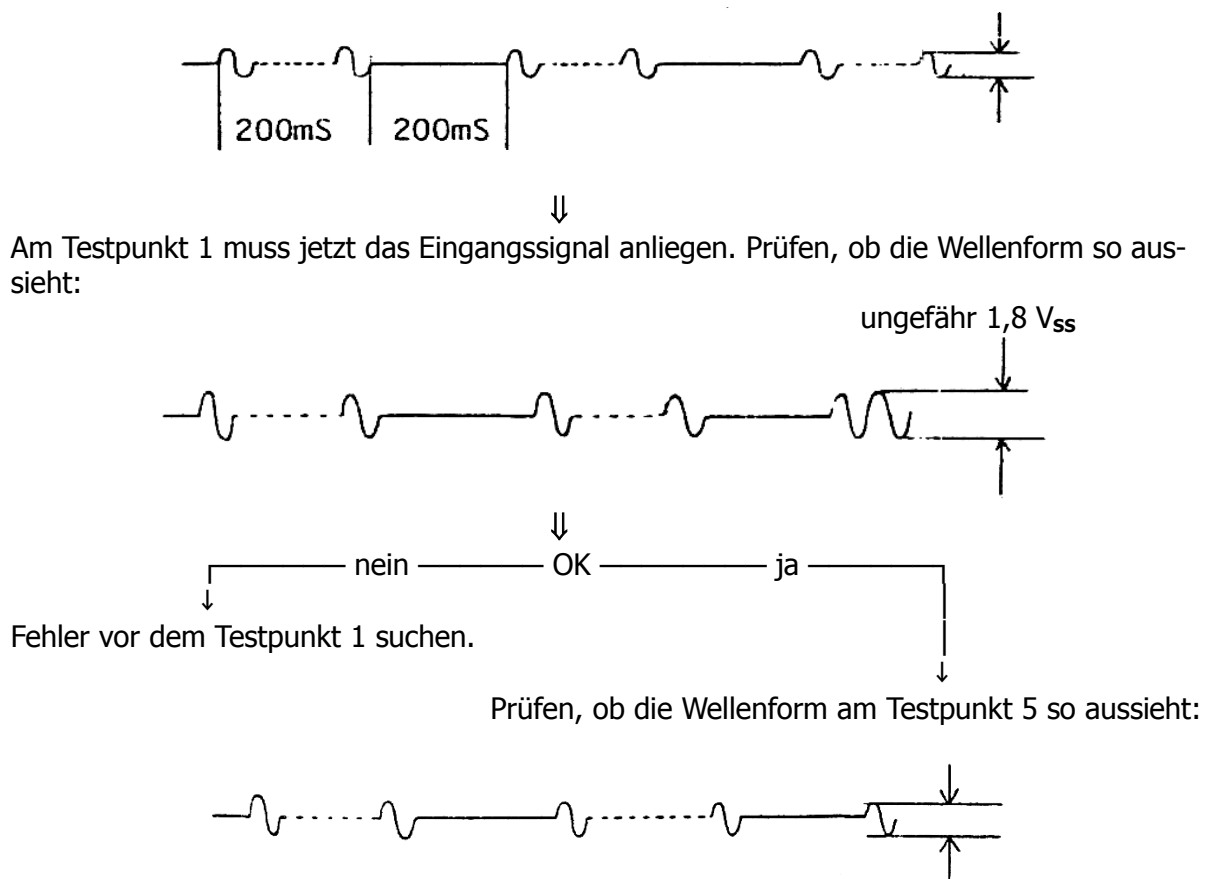 200mS 200mS
⇓
Am Testpunkt 1 muss jetzt das Eingangssignal anliegen. Prüfen, ob die Wellenform so aus-
sieht:
ungefähr 1,8 Vss
⇓
nein OK ja
Fehler vor dem Testpunkt 1 suchen.
Prüfen, ob die Wellenform am Testpunkt 5 so aussieht: